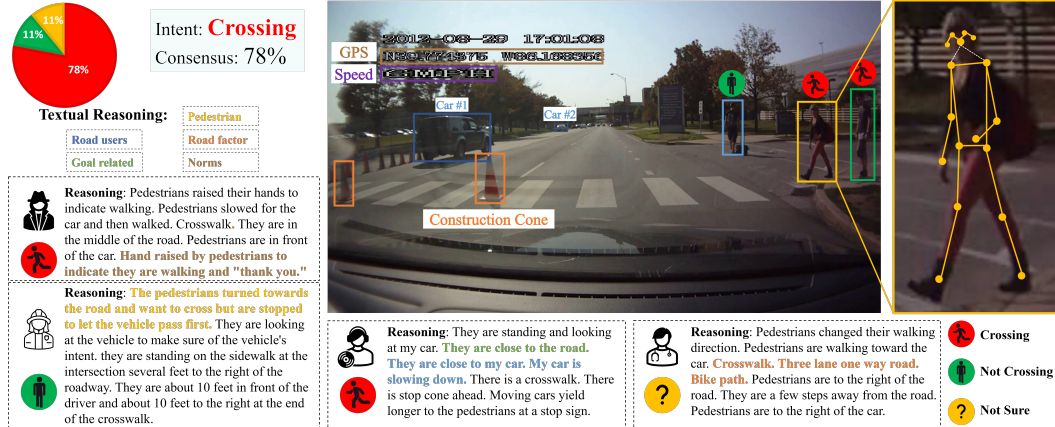 11%
11%
78%
Intent: Crossing
Consensus: 78%
Textual Reasoning:
Pedestrian
Road users
Road factor
Goal related
Norms
Reasoning: Pedestrians raised their hands to
indicate walking. Pedestrians slowed for the
car and then walked. Crosswalk. They are in
the middle of the road. Pedestrians are in front
of the car. Hand raised by pedestrians to
indicate they are walking and "thank you."
Reasoning: The pedestrians turned towards
the road and want to cross but are stopped
to let the vehicle pass first. They are looking
at the vehicle to make sure of the vehicle's
intent. they are standing on the sidewalk at the
intersection several feet to the right of the
roadway. They are about 10 feet in front of the
driver and about 10 feet to the right at the end
of the crosswalk.
2012-08-29 17:01:08
GPS
Speed
Car #1
Car #2
Construction Cone
Reasoning: They are standing and looking
at my car. They are close to the road.
They are close to my car. My car is
slowing down. There is a crosswalk. There
is stop cone ahead. Moving cars yield
longer to the pedestrians at a stop sign.
Reasoning: Pedestrians changed their walking
direction. Pedestrians are walking toward the
car. Crosswalk. Three lane one way road.
Bike path. Pedestrians are to the right of the
road. They are a few steps away from the road.
Pedestrians are to the right of the car.
?
Crossing
Not Crossing
?
Not Sure